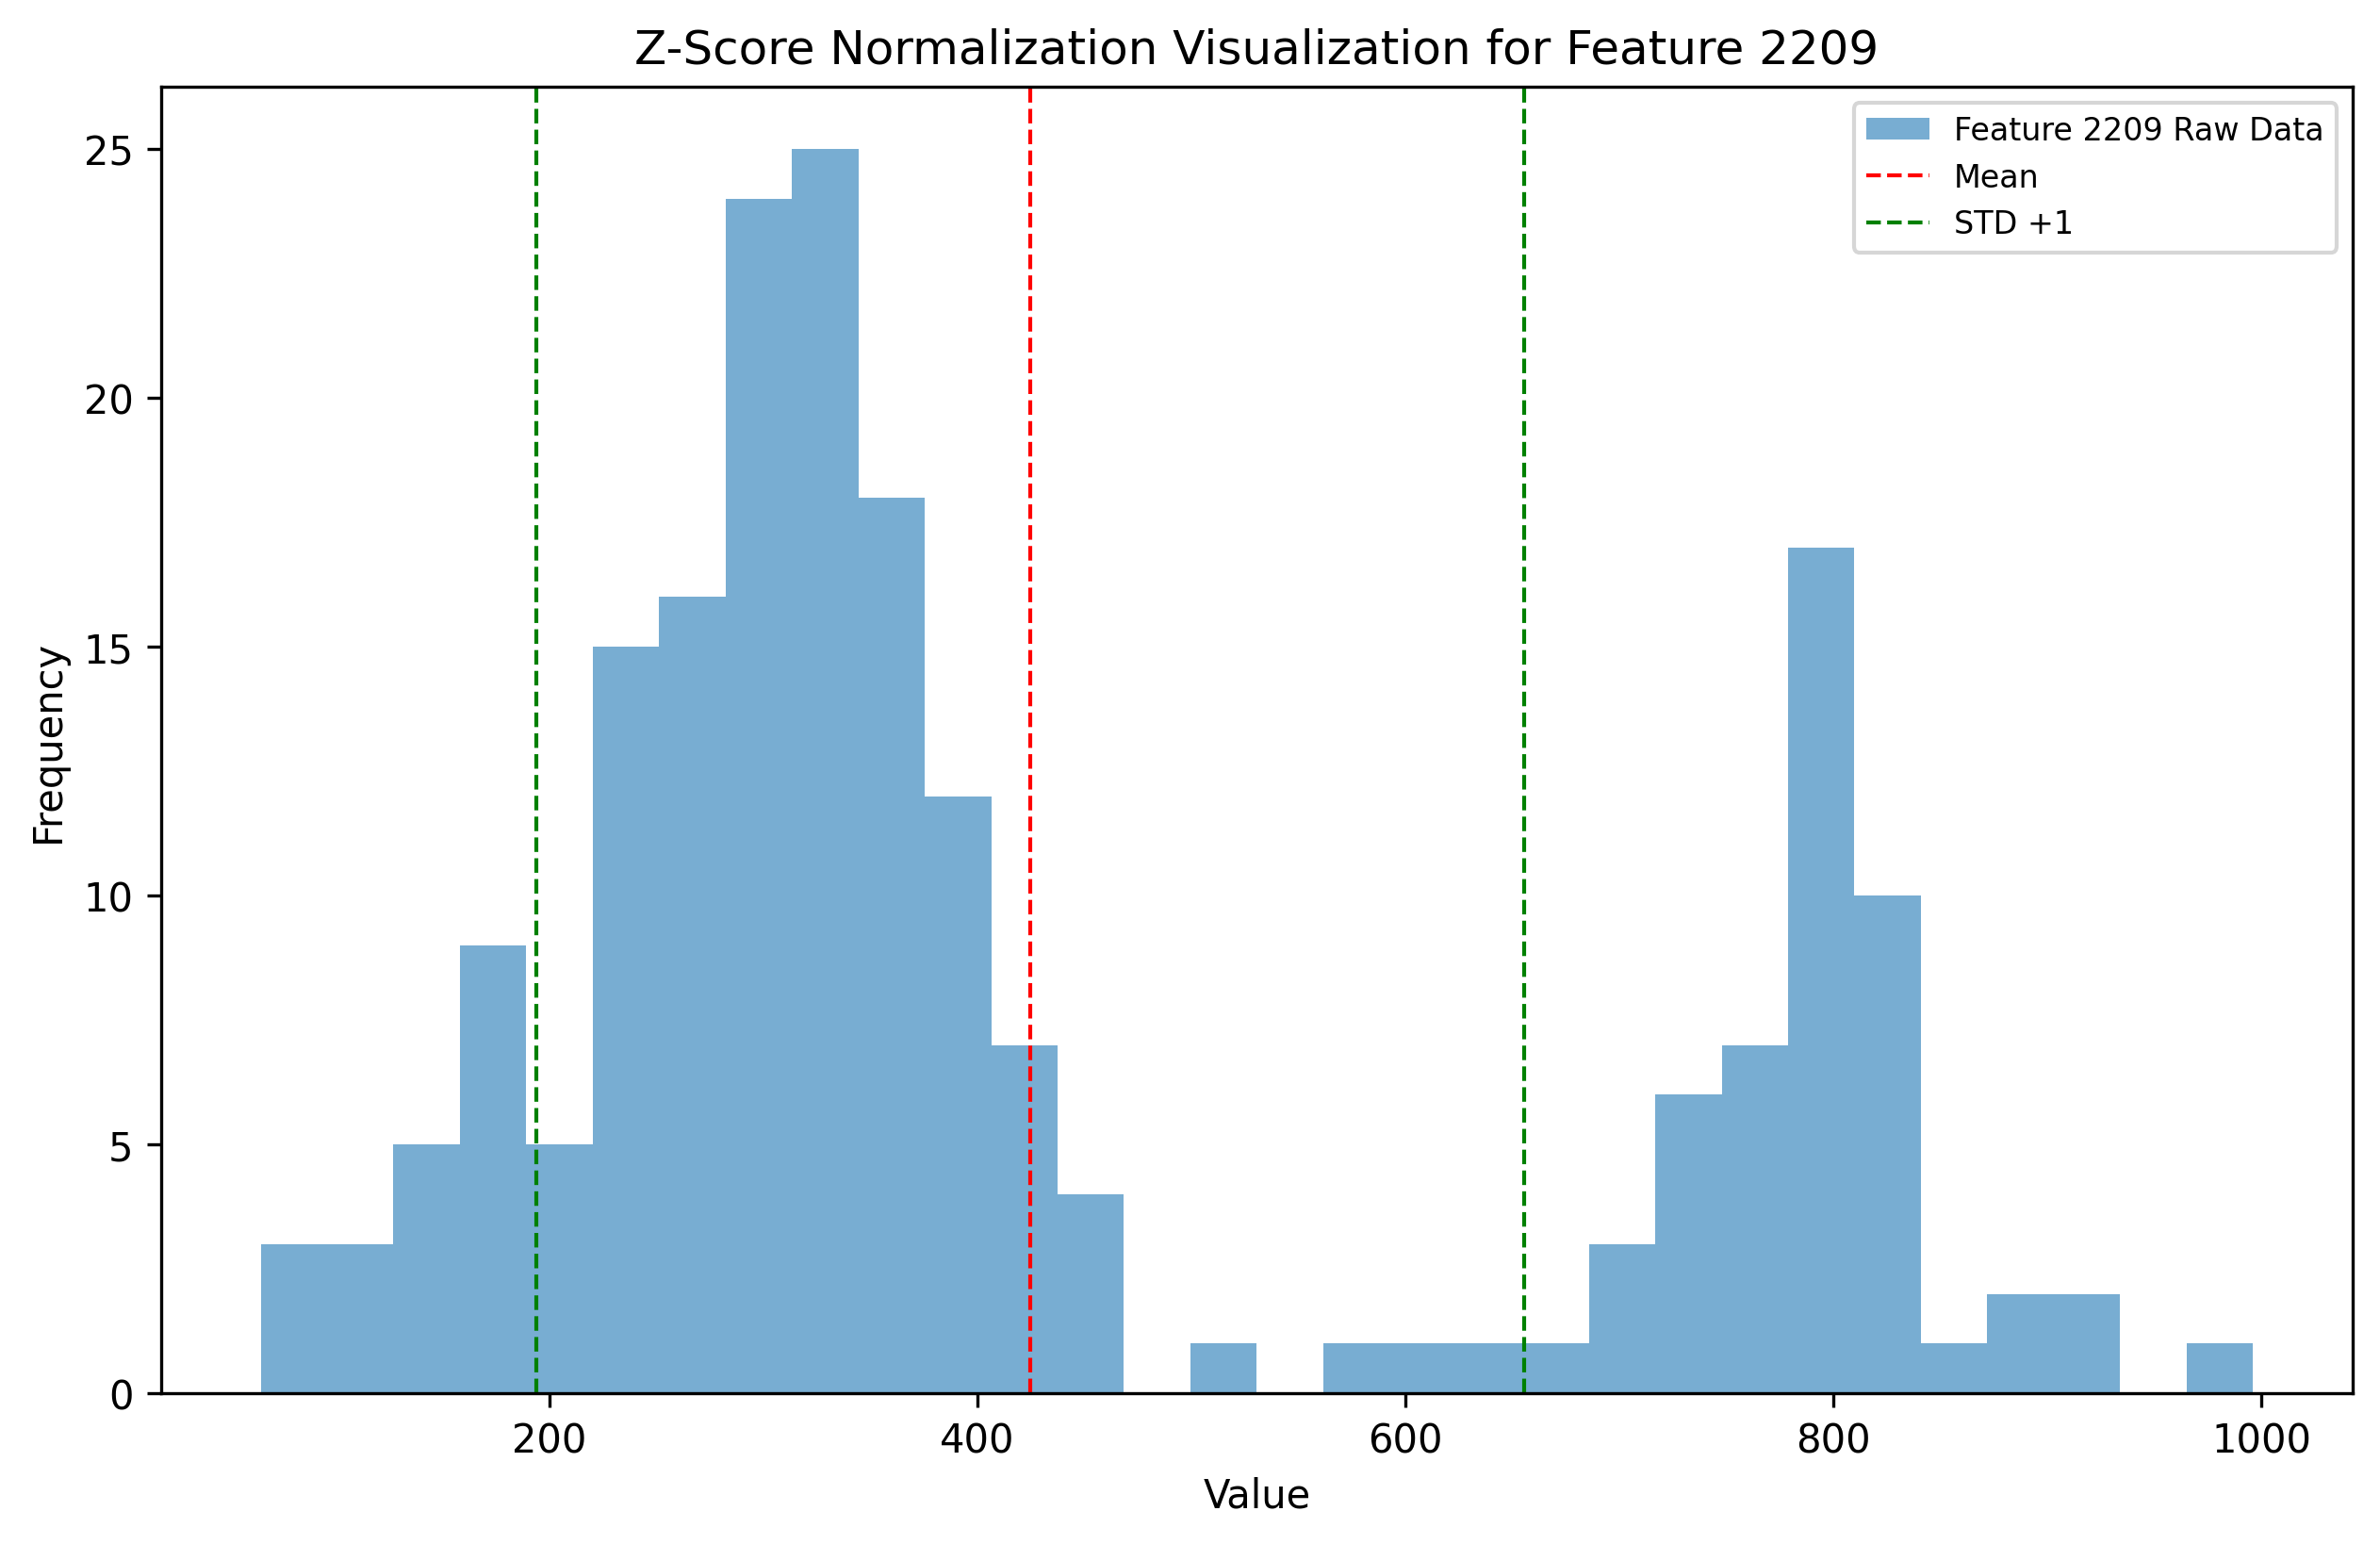 Z-Score Normalization Visualization for Feature 2209
Feature 2209 Raw Data
Mean
STD +1
25
20
15
10
5
0
Frequency
200 400 600 800 1000
Value